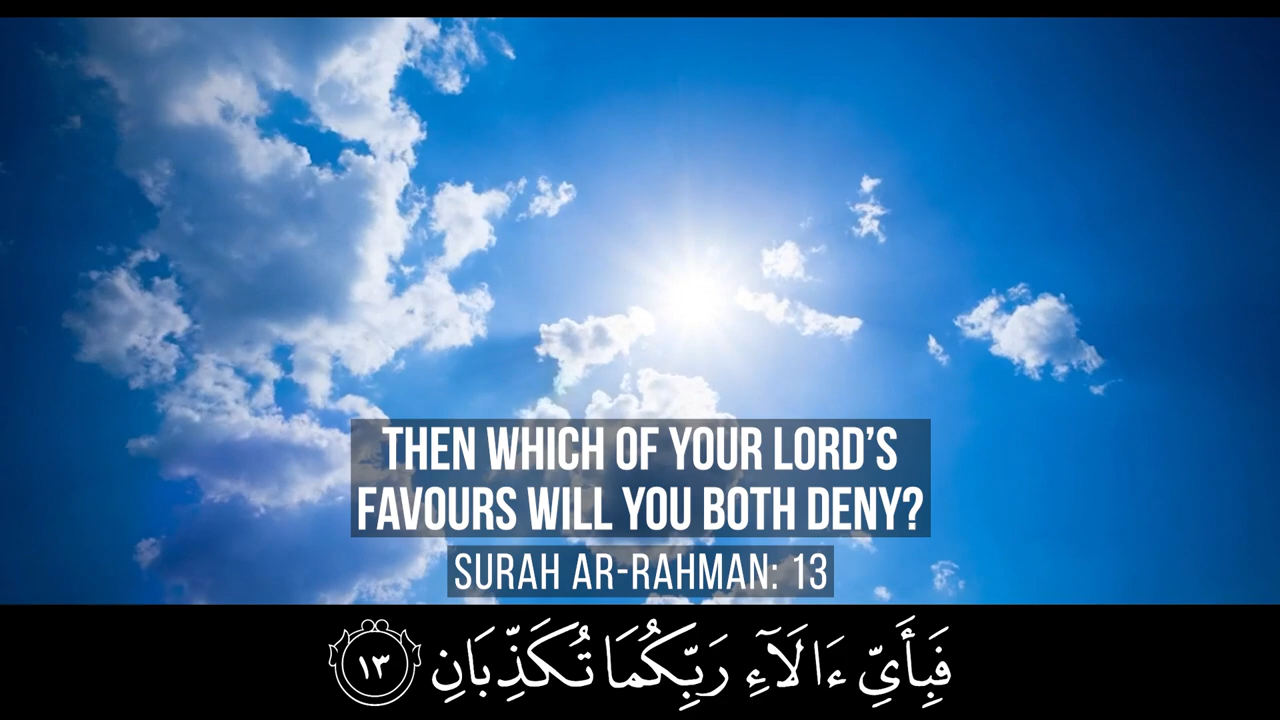 THEN WHICH OF YOUR LORD’S
FAVOURS WILL YOU BOTH DENY?
SURAH AR-RAHMAN: 13
فَبِأَيِّ ءَالَآءِ رَبِّكُمَا تُكَذِّبَانِ ١٣